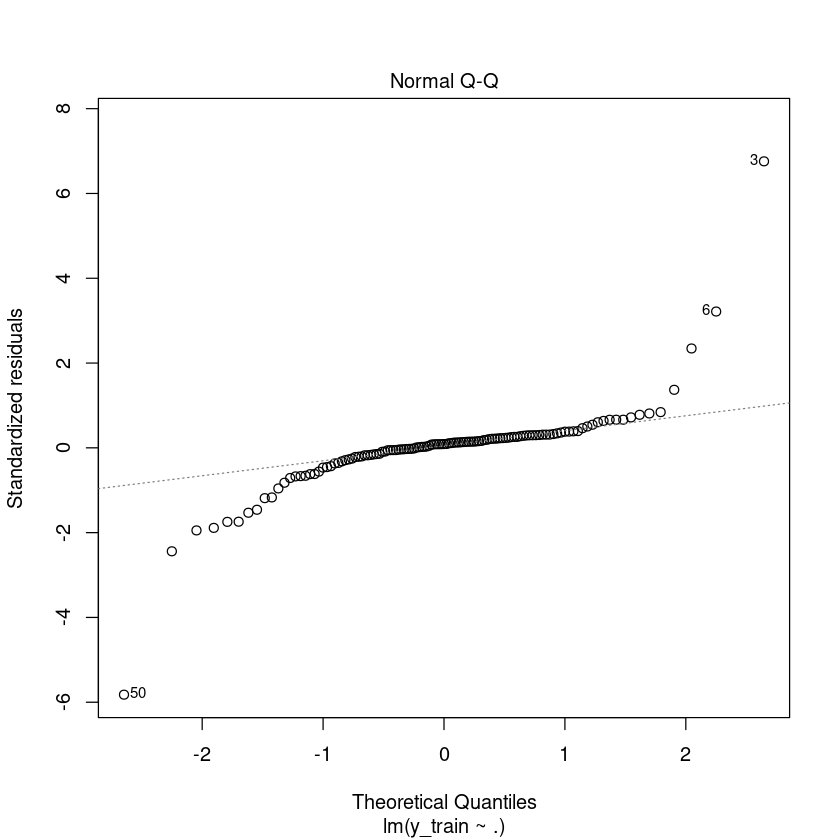 Normal Q-Q
8
6
4
2
0
-2
-4
-6
Standardized residuals
3
6
50
-2 -1 0 1 2
Theoretical Quantiles
lm(y_train ~ .)